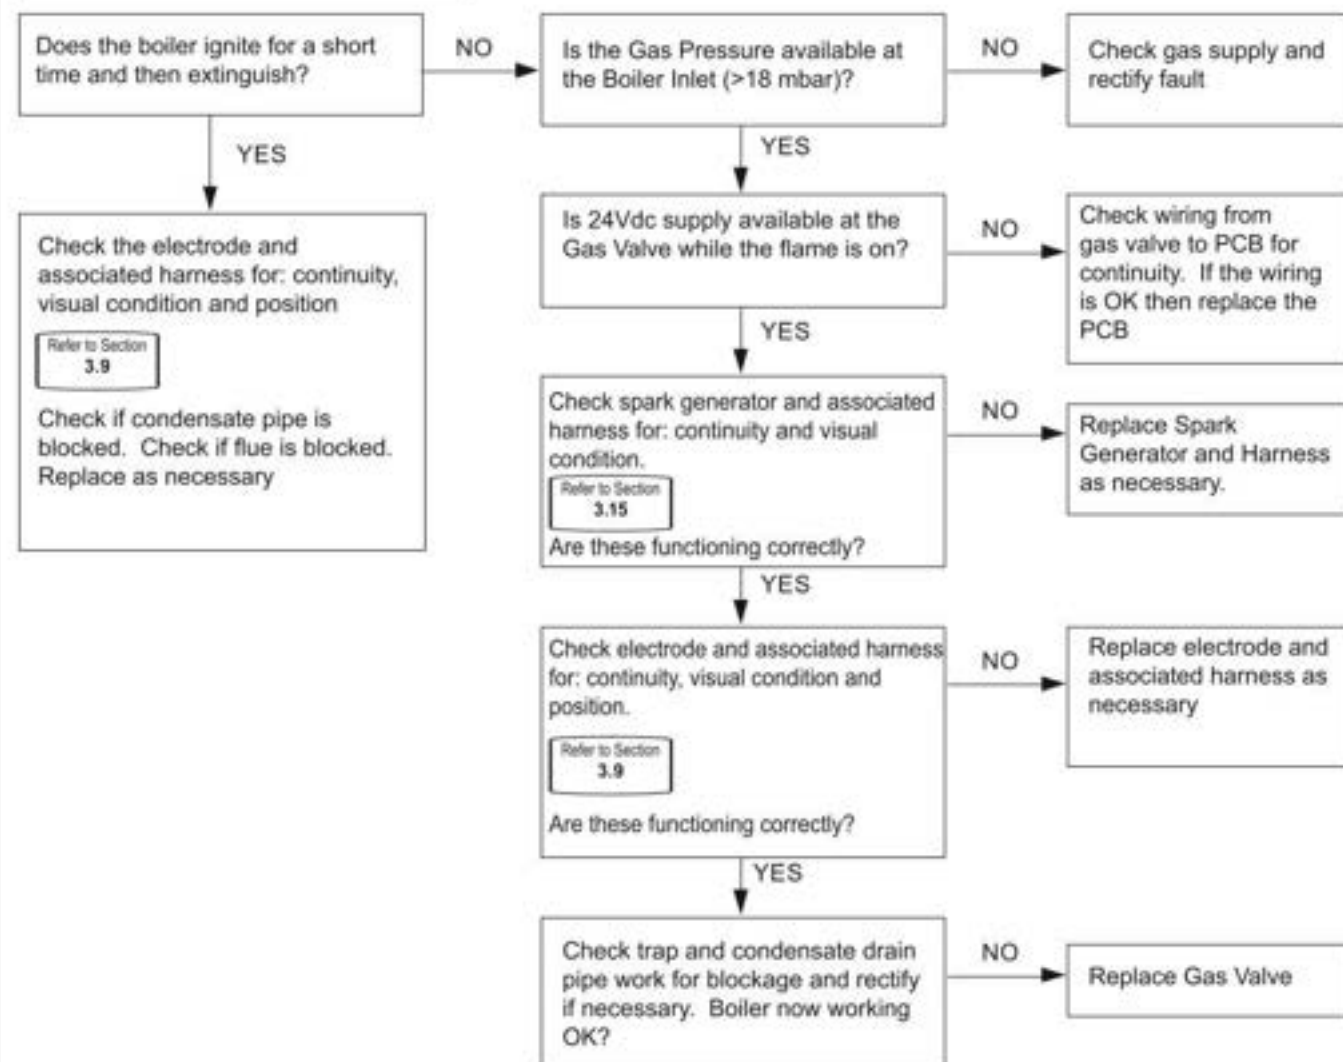 Does the boiler ignite for a short
time and then extinguish?
NO
Is the Gas Pressure available at
the Boiler Inlet (>18 mbar)?
NO
Check gas supply and
rectify fault
YES
YES
Check the electrode and
associated harness for: continuity,
visual condition and position
Refer to Section
3.9
Check if condensate pipe is
blocked.  Check if flue is blocked.
Replace as necessary
Is 24Vdc supply available at the
Gas Valve while the flame is on?
NO
Check wiring from
gas valve to PCB for
continuity.  If the wiring
is OK then replace the
PCB
YES
Check spark generator and associated
harness for: continuity and visual
condition.
Refer to Section
3.15
Are these functioning correctly?
NO
Replace Spark
Generator and Harness
as necessary.
YES
Check electrode and associated harness
for: continuity, visual condition and
position.
Refer to Section
3.9
Are these functioning correctly?
NO
Replace electrode and
associated harness as
necessary
YES
Check trap and condensate drain
pipe work for blockage and rectify
if necessary.  Boiler now working
OK?
NO
Replace Gas Valve